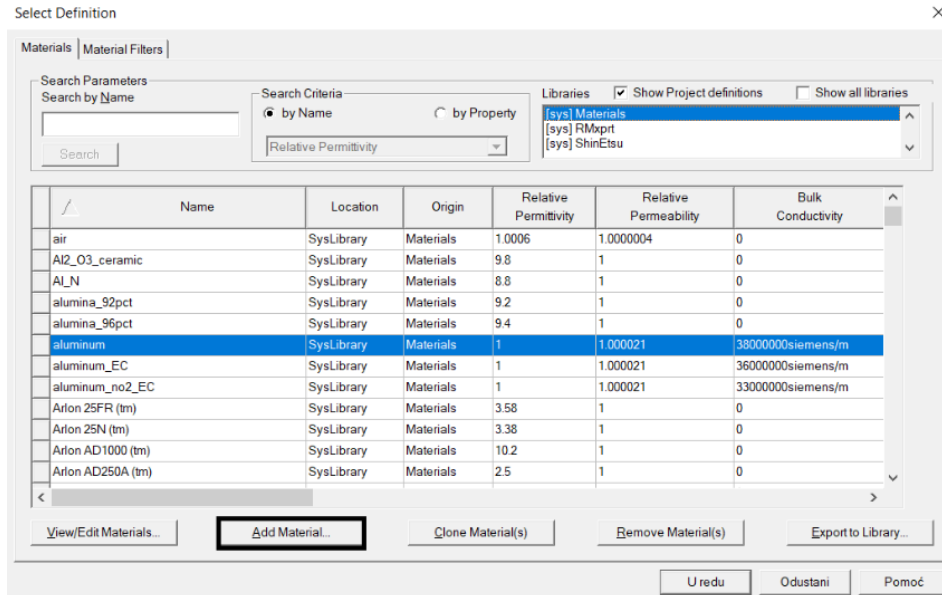 Select Definition
Materials Material Filters
Search Parameters
Search by Name
Search
Search Criteria
by Name by Property
Relative Permittivity
Libraries Show Project definitions Show all libraries
[sys] Materials
[sys] RMxprt
[sys] ShinEtsu
Name Location Origin Relative Permittivity Relative Permeability Bulk Conductivity
air SysLibrary Materials 1.0006 1.0000004 0
Al2_O3_ceramic SysLibrary Materials 9.8 1 0
Al_N SysLibrary Materials 8.8 1 0
alumina_92pct SysLibrary Materials 9.2 1 0
alumina_96pct SysLibrary Materials 9.4 1 0
aluminum SysLibrary Materials 1 1.000021 38000000siemens/m
aluminum_EC SysLibrary Materials 1 1.000021 36000000siemens/m
aluminum_no2_EC SysLibrary Materials 1 1.000021 33000000siemens/m
Arlon 25FR (tm) SysLibrary Materials 3.58 1 0
Arlon 25N (tm) SysLibrary Materials 3.38 1 0
Arlon AD1000 (tm) SysLibrary Materials 10.2 1 0
Arlon AD250A (tm) SysLibrary Materials 2.5 1 0
View/Edit Materials... Add Material... Clone Material(s) Remove Material(s) Export to Library...
U redu Odustani Pomoć